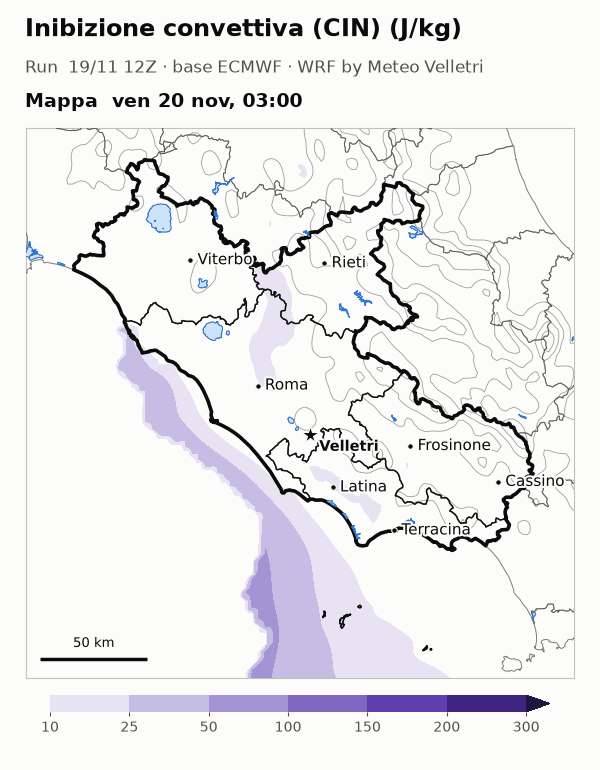 Inibizione convettiva (CIN) (J/kg)
Run  19/11 12Z · base ECMWF · WRF by Meteo Velletri
Mappa  ven 20 nov, 03:00
Viterbo
Rieti
Roma
Velletri
Frosinone
Latina
Cassino
Terracina
50 km
10 25 50 100 150 200 300